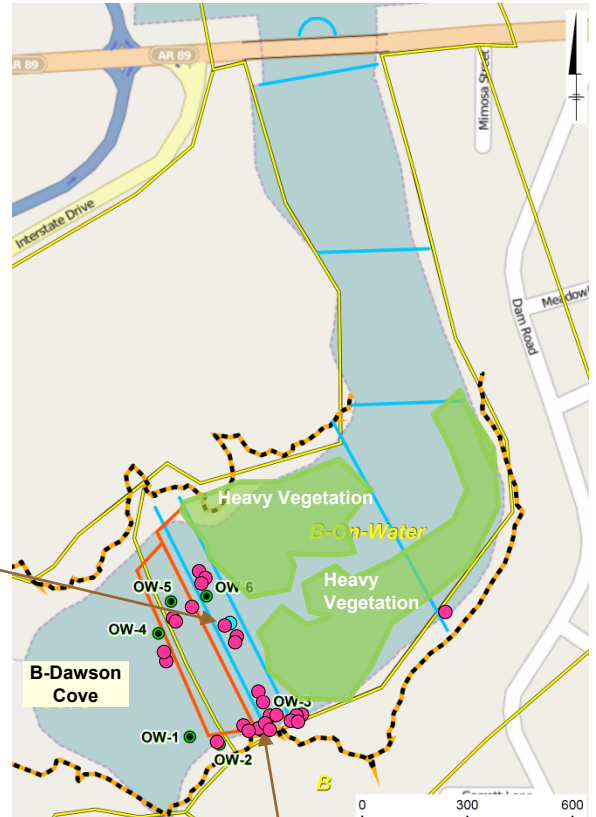 AR 89
AR 89
Mimosa Street
Interstate Drive
Dam Road
Heavy Vegetation
B-On-Water
Heavy
Vegetation
OW-5
OW-6
OW-4
B-Dawson
Cove
OW-3
OW-1
OW-2
B
0 300 600